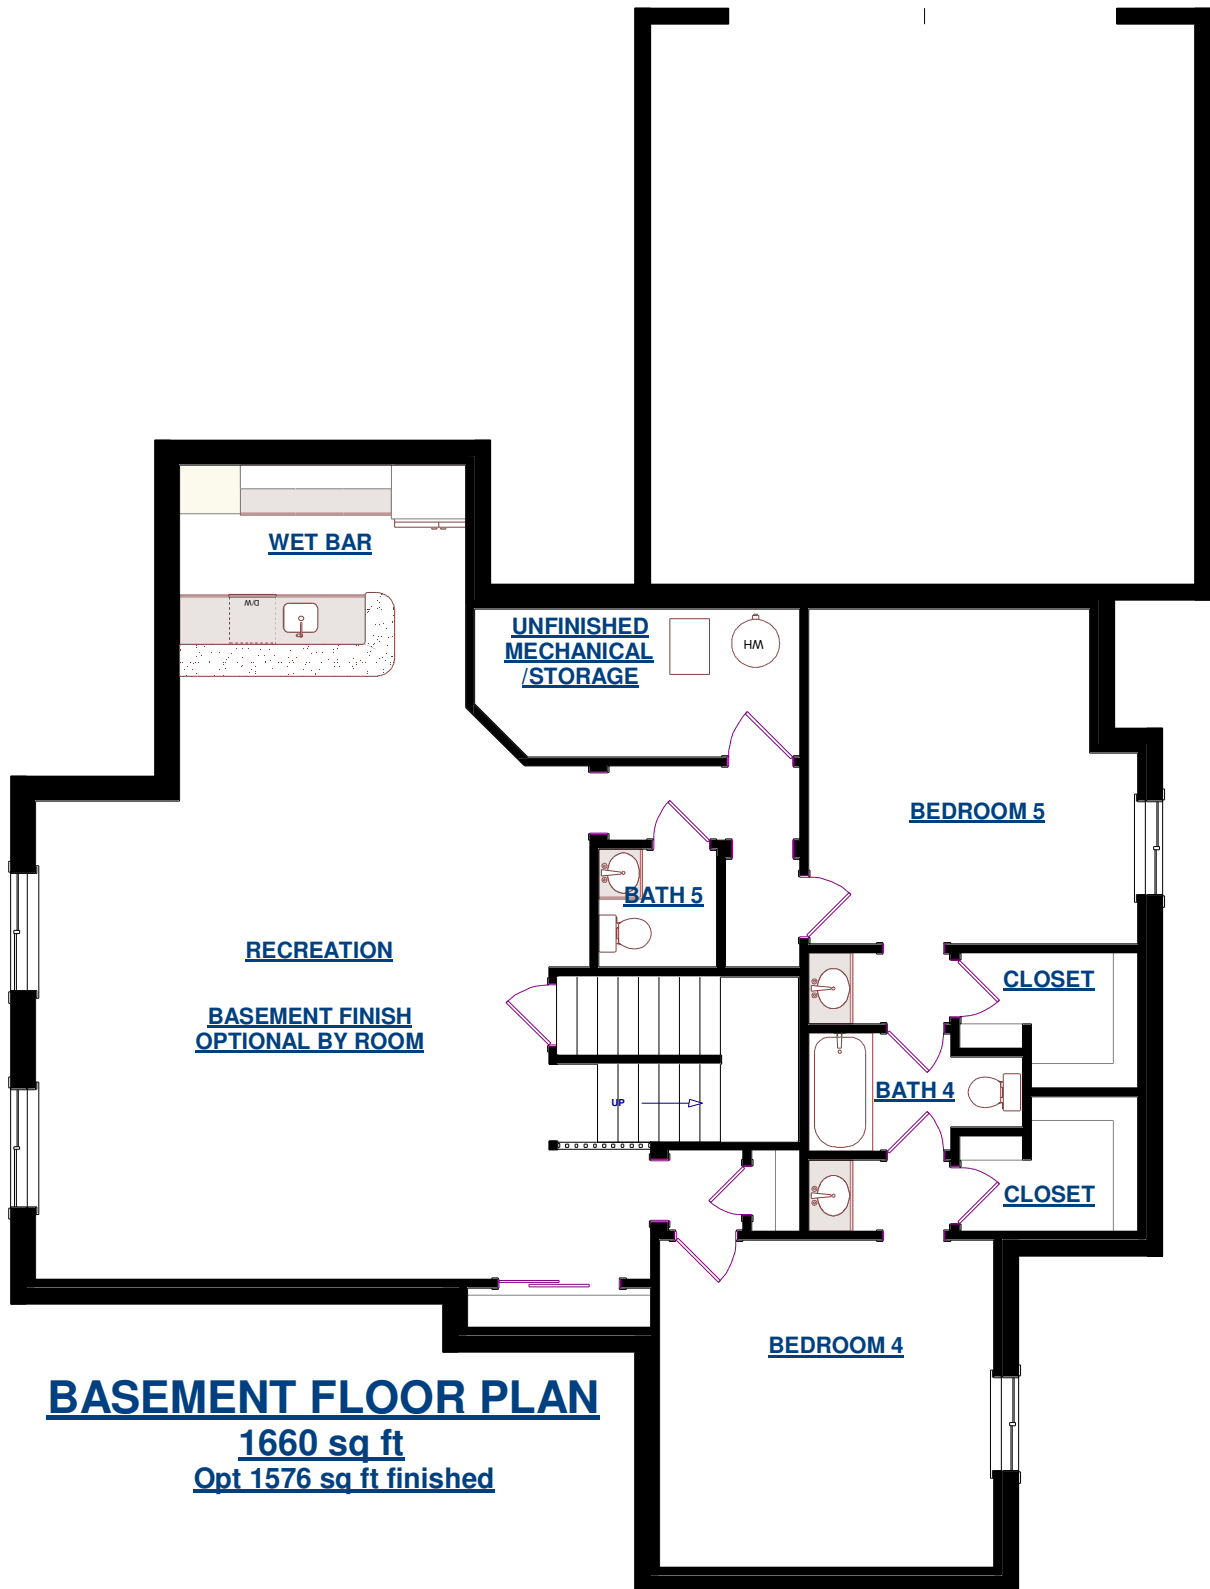 WET BAR
D/W
UNFINISHED
MECHANICAL
/STORAGE
WH
BEDROOM 5
BATH 5
RECREATION
BASEMENT FINISH
OPTIONAL BY ROOM
CLOSET
BATH 4
UP
CLOSET
BEDROOM 4
BASEMENT FLOOR PLAN
1660 sq ft
Opt 1576 sq ft finished